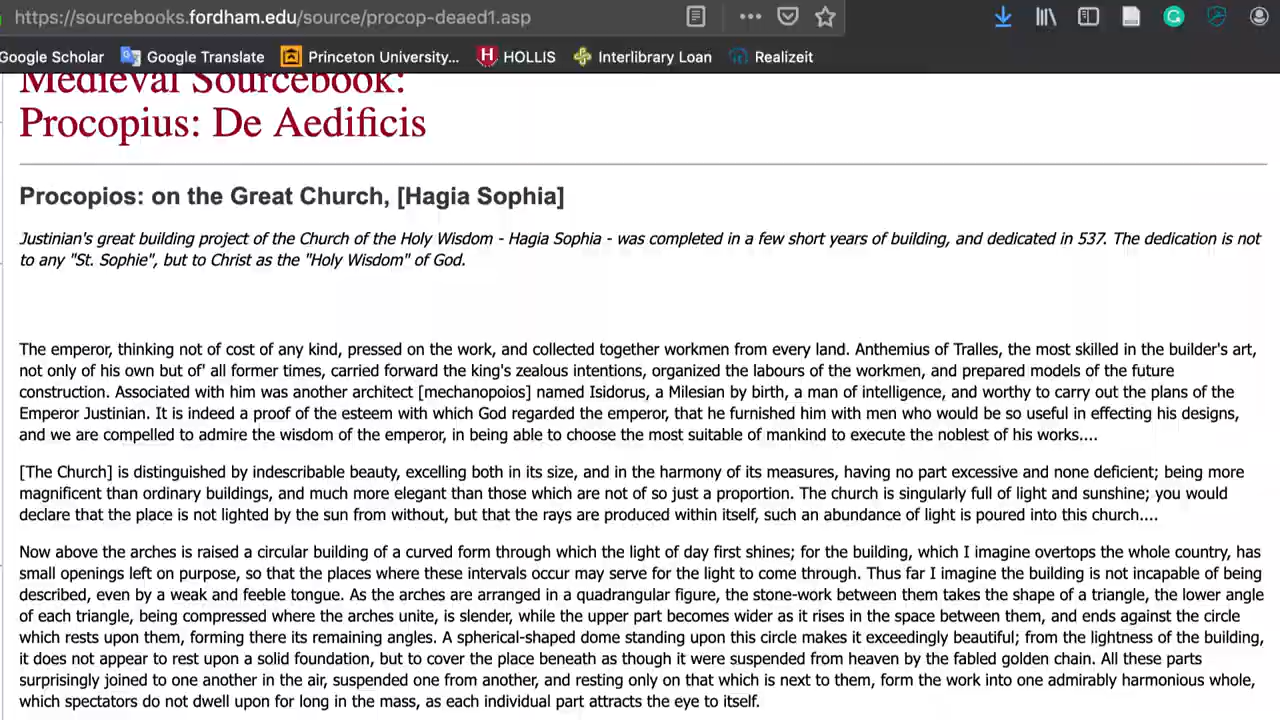 https://sourcebooks.fordham.edu/source/procop-deaed1.asp
Google Scholar Google Translate Princeton University... HOLLIS Interlibrary Loan Realizeit
Medieval Sourcebook:
Procopius: De Aedificis
Procopios: on the Great Church, [Hagia Sophia]
Justinian's great building project of the Church of the Holy Wisdom - Hagia Sophia - was completed in a few short years of building, and dedicated in 537. The dedication is not
to any "St. Sophie", but to Christ as the "Holy Wisdom" of God.
The emperor, thinking not of cost of any kind, pressed on the work, and collected together workmen from every land. Anthemius of Tralles, the most skilled in the builder's art,
not only of his own but of' all former times, carried forward the king's zealous intentions, organized the labours of the workmen, and prepared models of the future
construction. Associated with him was another architect [mechanopoios] named Isidorus, a Milesian by birth, a man of intelligence, and worthy to carry out the plans of the
Emperor Justinian. It is indeed a proof of the esteem with which God regarded the emperor, that he furnished him with men who would be so useful in effecting his designs,
and we are compelled to admire the wisdom of the emperor, in being able to choose the most suitable of mankind to execute the noblest of his works....
[The Church] is distinguished by indescribable beauty, excelling both in its size, and in the harmony of its measures, having no part excessive and none deficient; being more
magnificent than ordinary buildings, and much more elegant than those which are not of so just a proportion. The church is singularly full of light and sunshine; you would
declare that the place is not lighted by the sun from without, but that the rays are produced within itself, such an abundance of light is poured into this church....
Now above the arches is raised a circular building of a curved form through which the light of day first shines; for the building, which I imagine overtops the whole country, has
small openings left on purpose, so that the places where these intervals occur may serve for the light to come through. Thus far I imagine the building is not incapable of being
described, even by a weak and feeble tongue. As the arches are arranged in a quadrangular figure, the stone-work between them takes the shape of a triangle, the lower angle
of each triangle, being compressed where the arches unite, is slender, while the upper part becomes wider as it rises in the space between them, and ends against the circle
which rests upon them, forming there its remaining angles. A spherical-shaped dome standing upon this circle makes it exceedingly beautiful; from the lightness of the building,
it does not appear to rest upon a solid foundation, but to cover the place beneath as though it were suspended from heaven by the fabled golden chain. All these parts
surprisingly joined to one another in the air, suspended one from another, and resting only on that which is next to them, form the work into one admirably harmonious whole,
which spectators do not dwell upon for long in the mass, as each individual part attracts the eye to itself.